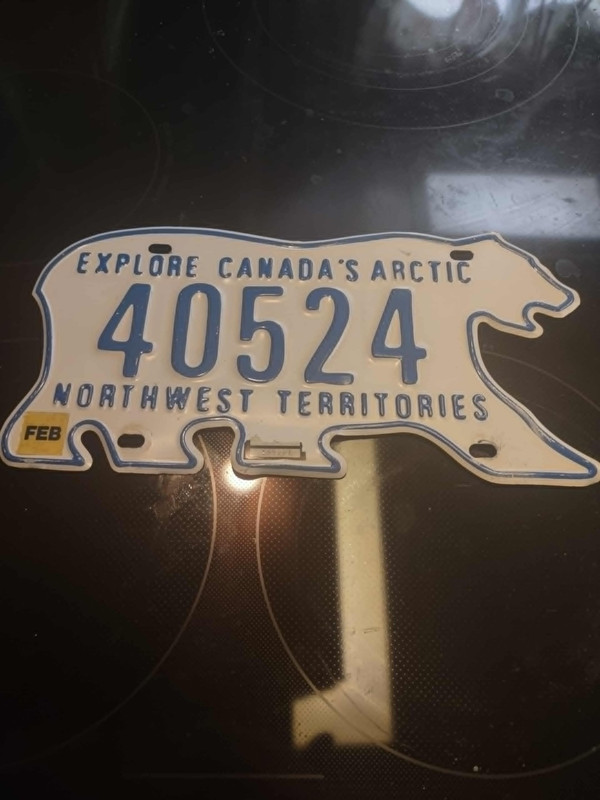 EXPLORE CANADA'S ARCTIC
40524
NORTHWEST TERRITORIES
FEB